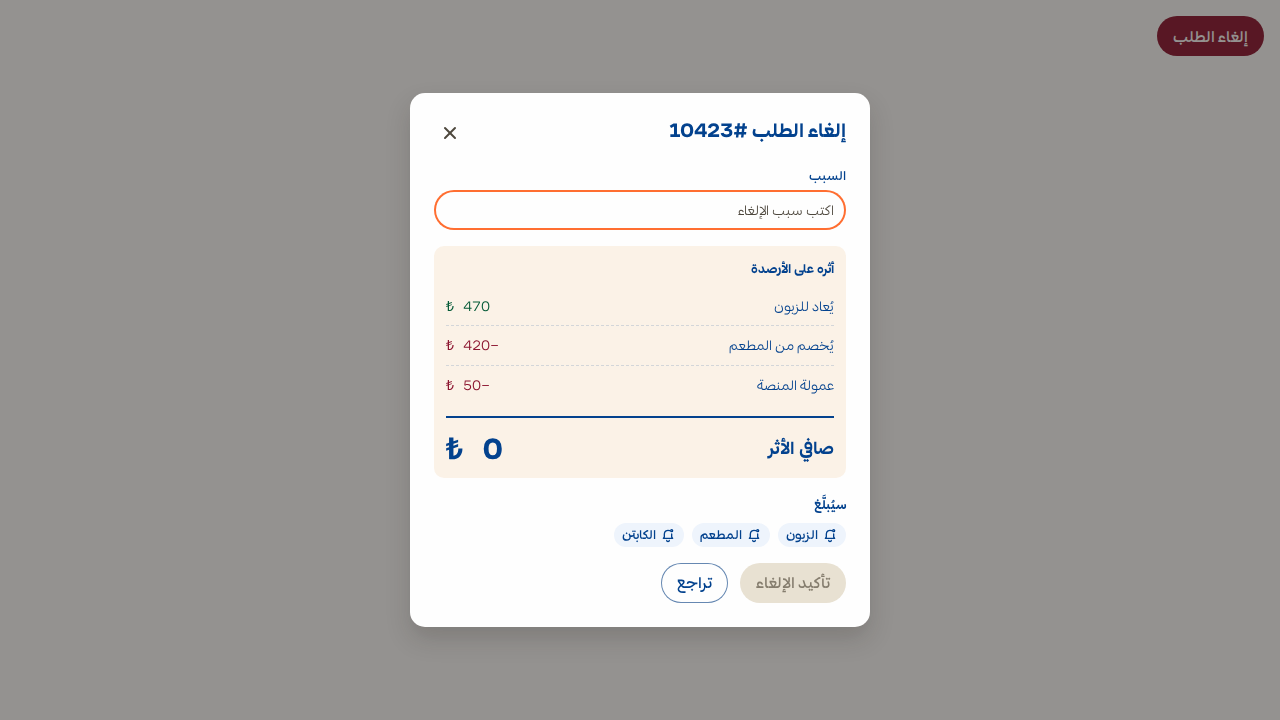 إلغاء الطلب
إلغاء الطلب #10423
السبب
اكتب سبب الإلغاء
أثره على الأرصدة
يُعاد للزبون 470 ₺
يُخصم من المطعم −420 ₺
عمولة المنصة −50 ₺
صافي الأثر 0 ₺
سيُبلَّغ
الزبون المطعم الكابتن
تأكيد الإلغاء تراجع